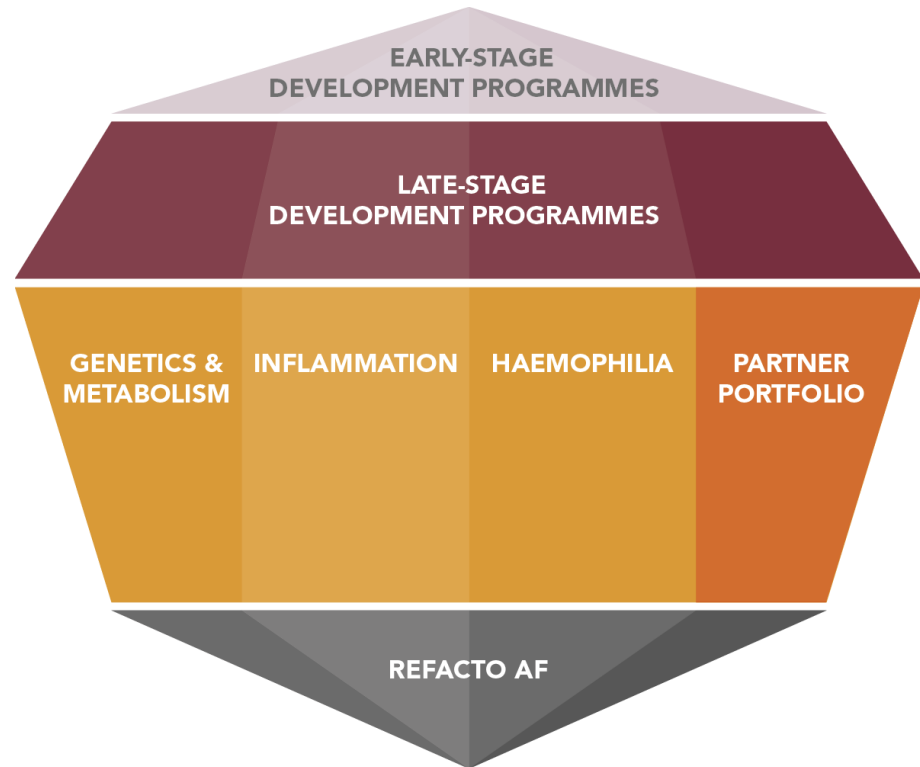 EARLY-STAGE
DEVELOPMENT PROGRAMMES
LATE-STAGE
DEVELOPMENT PROGRAMMES
GENETICS &
METABOLISM
INFLAMMATION
HAEMOPHILIA
PARTNER
PORTFOLIO
REFACTO AF